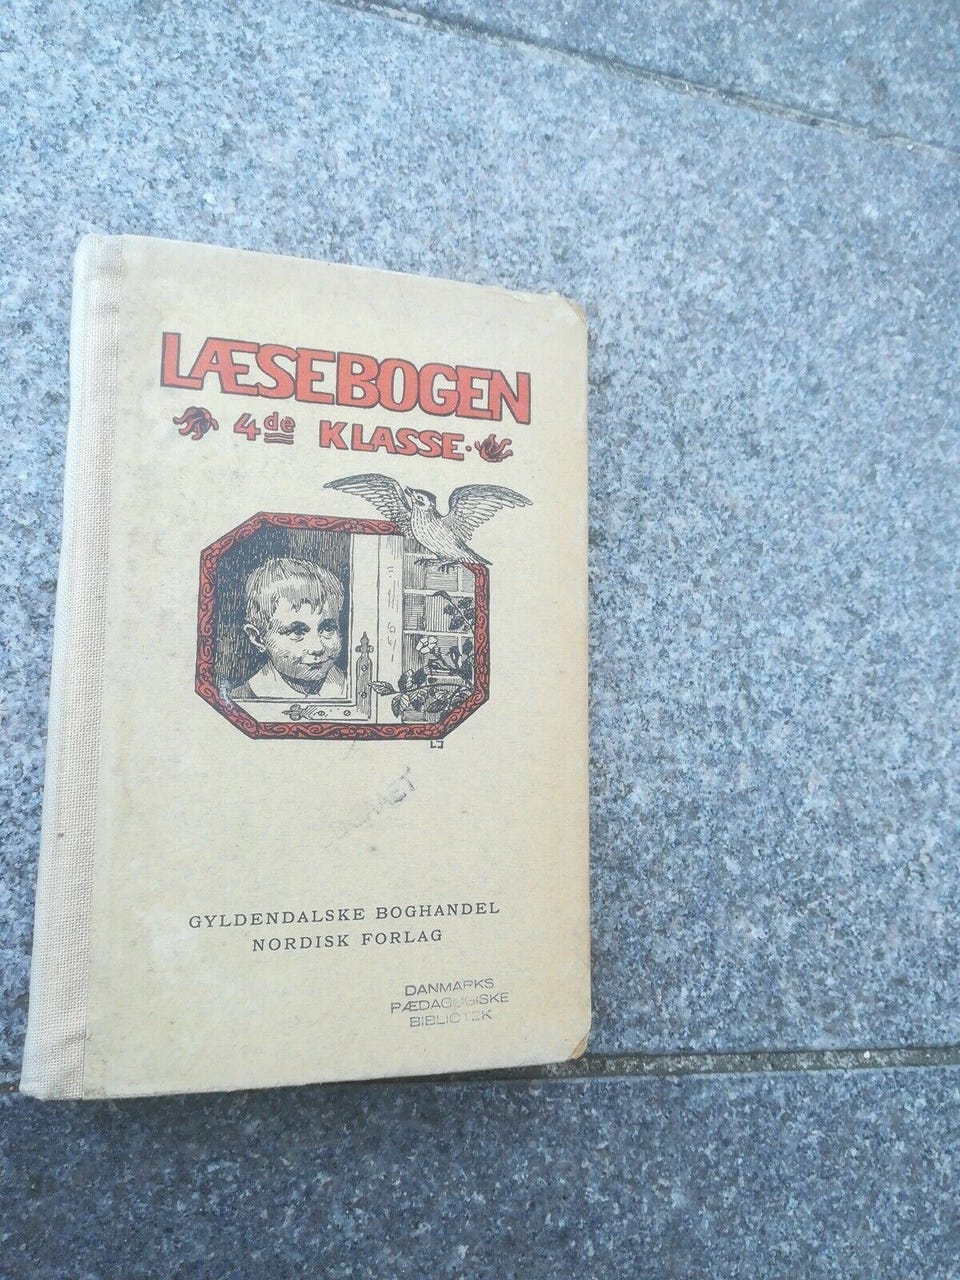 LÆSEBOGEN
4de KLASSE.
LJ
GYLDENDALSKE BOGHANDEL
NORDISK FORLAG
DANMARKS
PÆDAGOGISKE
BIBLIOTEK